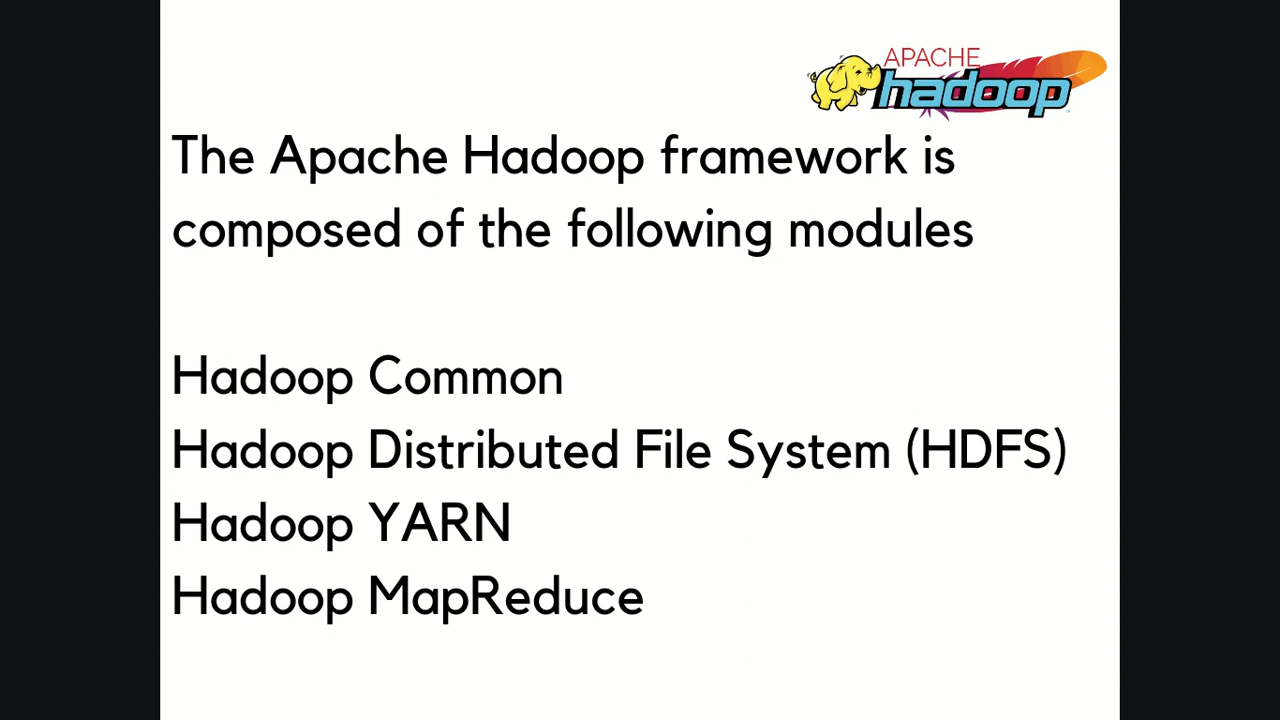 APACHE
hadoop
The Apache Hadoop framework is
composed of the following modules
Hadoop Common
Hadoop Distributed File System (HDFS)
Hadoop YARN
Hadoop MapReduce